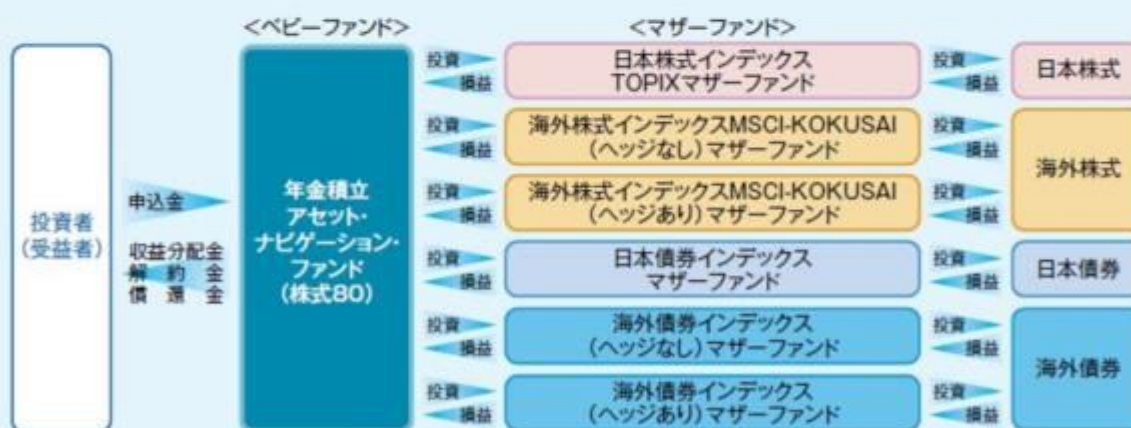 <ベビーファンド>
<マザーファンド>
投資者
(受益者)
申込金
収益分配金
解約金
償還金
年金積立
アセット・
ナビゲーション・
ファンド
(株式80)
投資
損益
日本株式インデックス
TOPIXマザーファンド
投資
損益
日本株式
投資
損益
海外株式インデックスMSCI-KOKUSAI
(ヘッジなし)マザーファンド
投資
損益
海外株式
投資
損益
海外株式インデックスMSCI-KOKUSAI
(ヘッジあり)マザーファンド
投資
損益
投資
損益
日本債券インデックス
マザーファンド
投資
損益
日本債券
投資
損益
海外債券インデックス
(ヘッジなし)マザーファンド
投資
損益
海外債券
投資
損益
海外債券インデックス
(ヘッジあり)マザーファンド
投資
損益